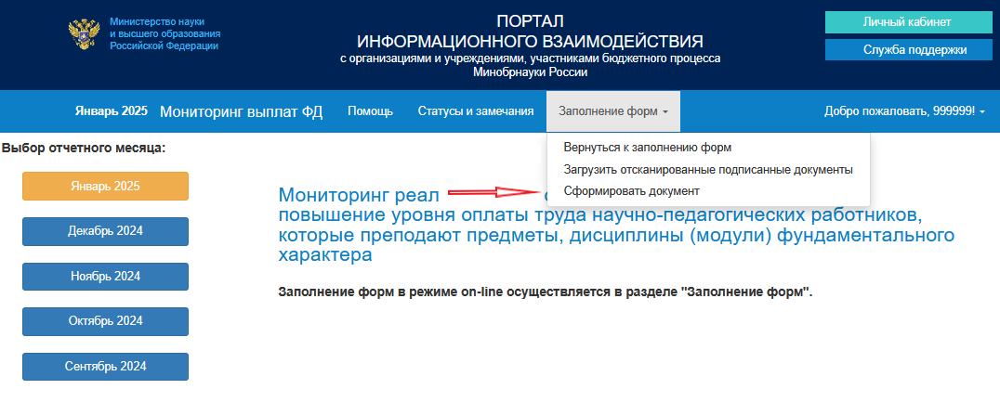 Министерство науки
и высшего образования
Российской Федерации
ПОРТАЛ
ИНФОРМАЦИОННОГО ВЗАИМОДЕЙСТВИЯ
с организациями и учреждениями, участниками бюджетного процесса
Минобрнауки России
Личный кабинет
Служба поддержки
Январь 2025 Мониторинг выплат ФД Помощь Статусы и замечания Заполнение форм Добро пожаловать, 999999!
Вернуться к заполнению форм
Загрузить отсканированные подписанные документы
Сформировать документ
Выбор отчетного месяца:
Январь 2025
Декабрь 2024
Ноябрь 2024
Октябрь 2024
Сентябрь 2024
Мониторинг реал
повышение уровня оплаты труда научно-педагогических работников,
которые преподают предметы, дисциплины (модули) фундаментального
характера
Заполнение форм в режиме on-line осуществляется в разделе "Заполнение форм".